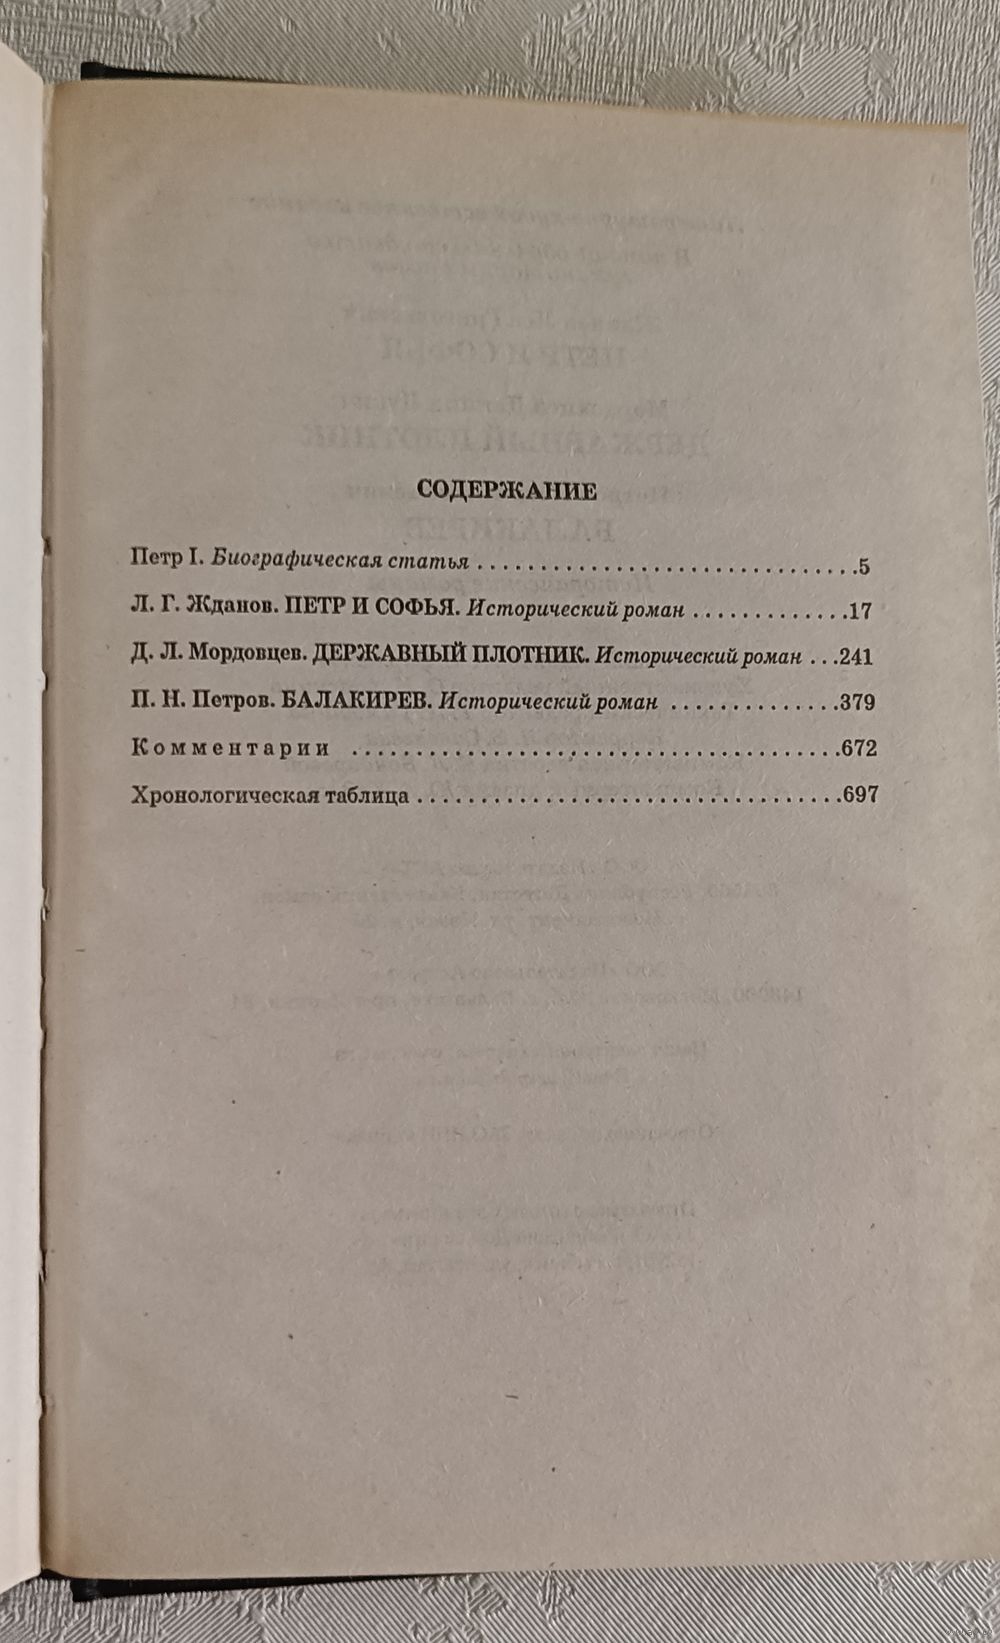 СОДЕРЖАНИЕ
Петр I. Биографическая статья . . . . . . . . . . . . . . . . . . . . . . . . . . . . . . .5
Л. Г. Жданов. ПЕТР И СОФЬЯ. Исторический роман . . . . . . . . . . . . .17
Д. Л. Мордовцев. ДЕРЖАВНЫЙ ПЛОТНИК. Исторический роман . . .241
П. Н. Петров. БАЛАКИРЕВ. Исторический роман . . . . . . . . . . . . . .379
Комментарии . . . . . . . . . . . . . . . . . . . . . . . . . . . . . . . . . . . . . . .672
Хронологическая таблица . . . . . . . . . . . . . . . . . . . . . . . . . . . . . . . . . .697